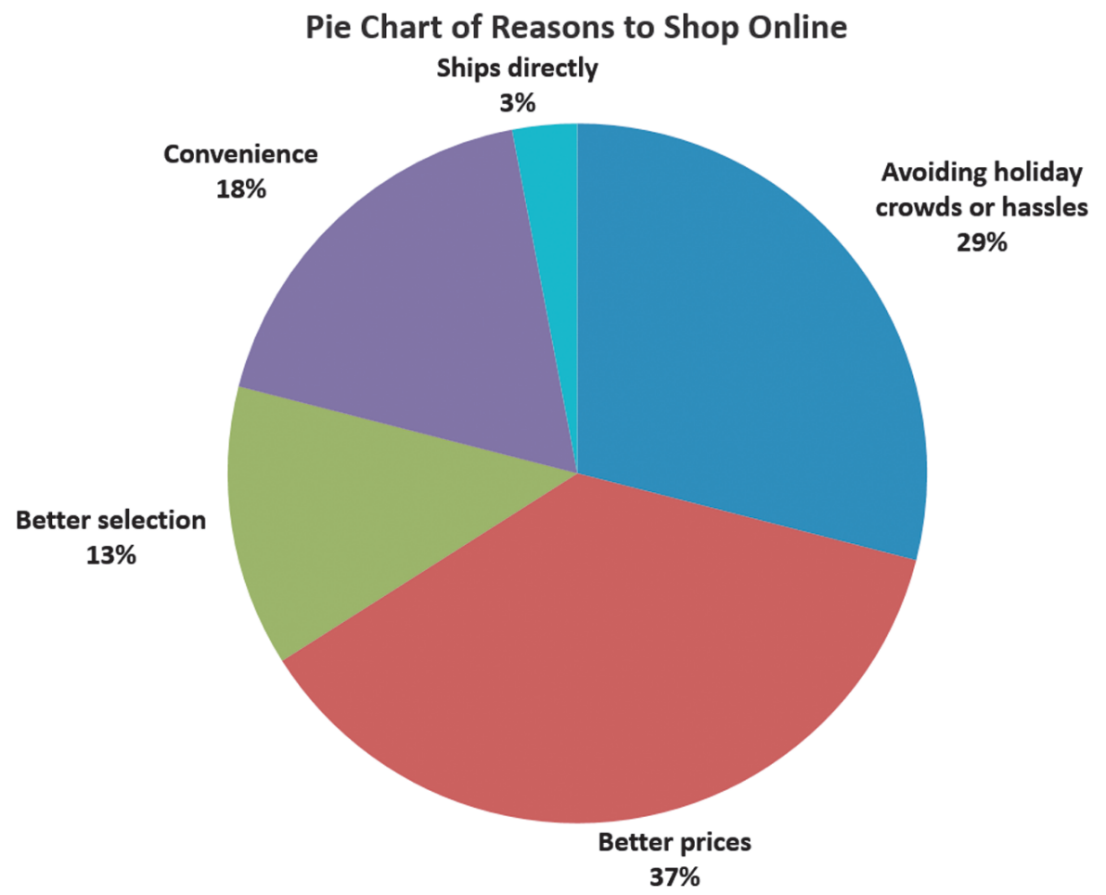 Pie Chart of Reasons to Shop Online
Ships directly
3%
Convenience
18%
Avoiding holiday
crowds or hassles
29%
Better selection
13%
Better prices
37%